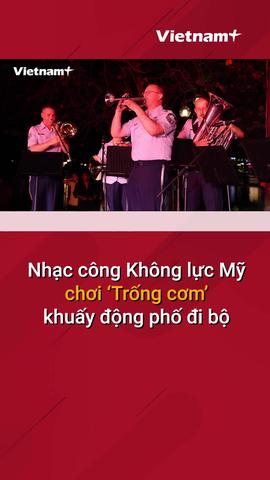 Vietnam+
Vietnam+
Nhạc công Không lực Mỹ
chơi ‘Trống cơm’
khuấy động phố đi bộ